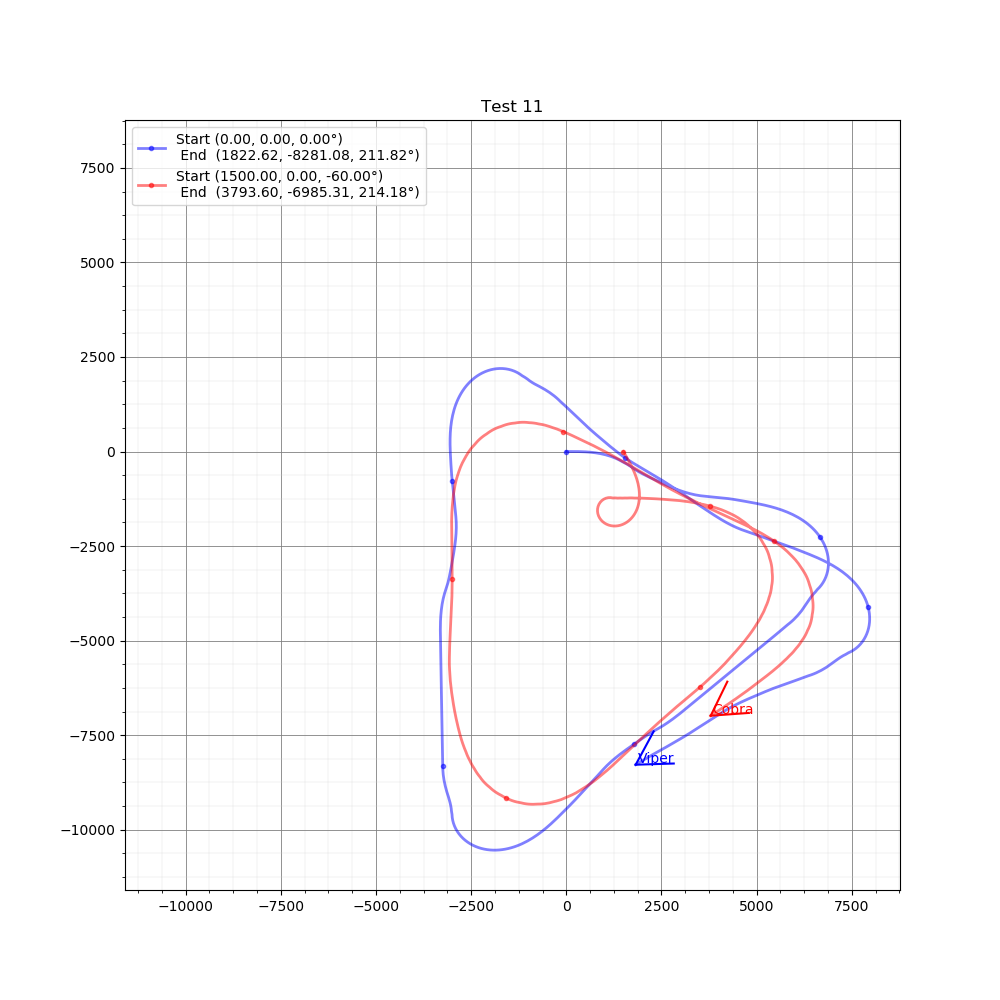 Test 11
Start (0.00, 0.00, 0.00°)
End (1822.62, -8281.08, 211.82°)
Start (1500.00, 0.00, -60.00°)
End (3793.60, -6985.31, 214.18°)
7500
5000
2500
0
−2500
−5000
−7500
−10000
Cobra
Viper
−10000 −7500 −5000 −2500 0 2500 5000 7500